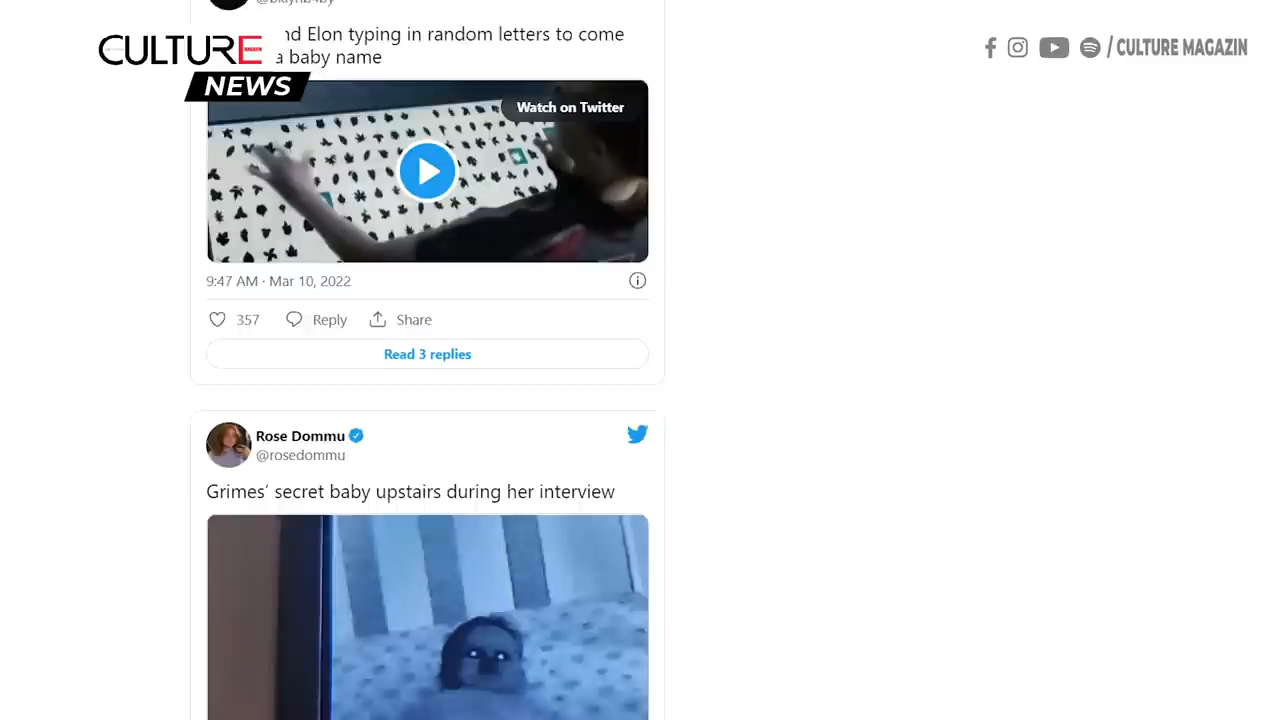 CULTURE
NEWS
/ CULTURE MAGAZIN
nd Elon typing in random letters to come
a baby name
Watch on Twitter
9:47 AM · Mar 10, 2022
357 Reply Share
Read 3 replies
Rose Dommu
@rosedommu
Grimes’ secret baby upstairs during her interview